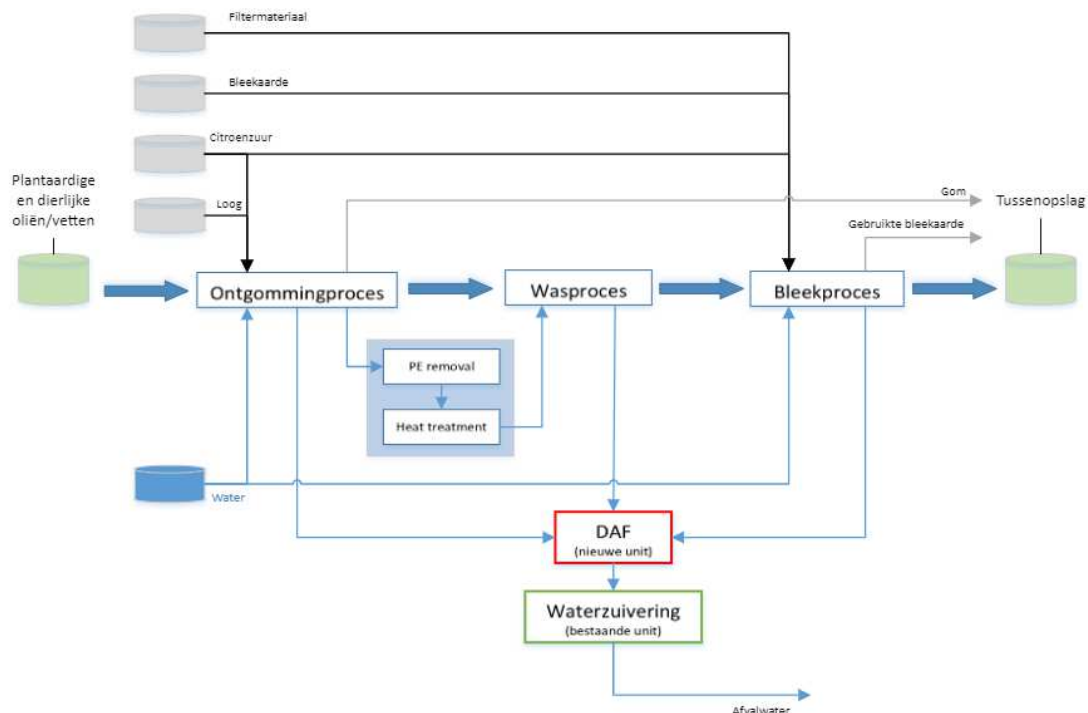 Filtermateriaal
Bleekaarde
Citroenzuur
Plantaardige
en dierlijke
oliën/vetten
Loog
Gom
Tussenopslag
Gebruikte bleekaarde
Ontgommingproces
Wasproces
Bleekproces
PE removal
Heat treatment
Water
DAF
(nieuwe unit)
Waterzuivering
(bestaande unit)
Afvalwater